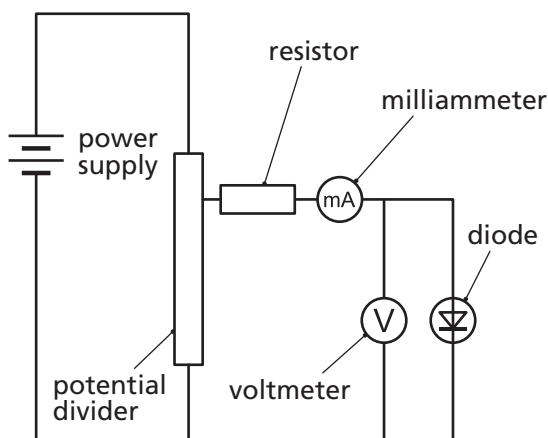 resistor
milliammeter
power
supply
mA
diode
V
potential
divider
voltmeter